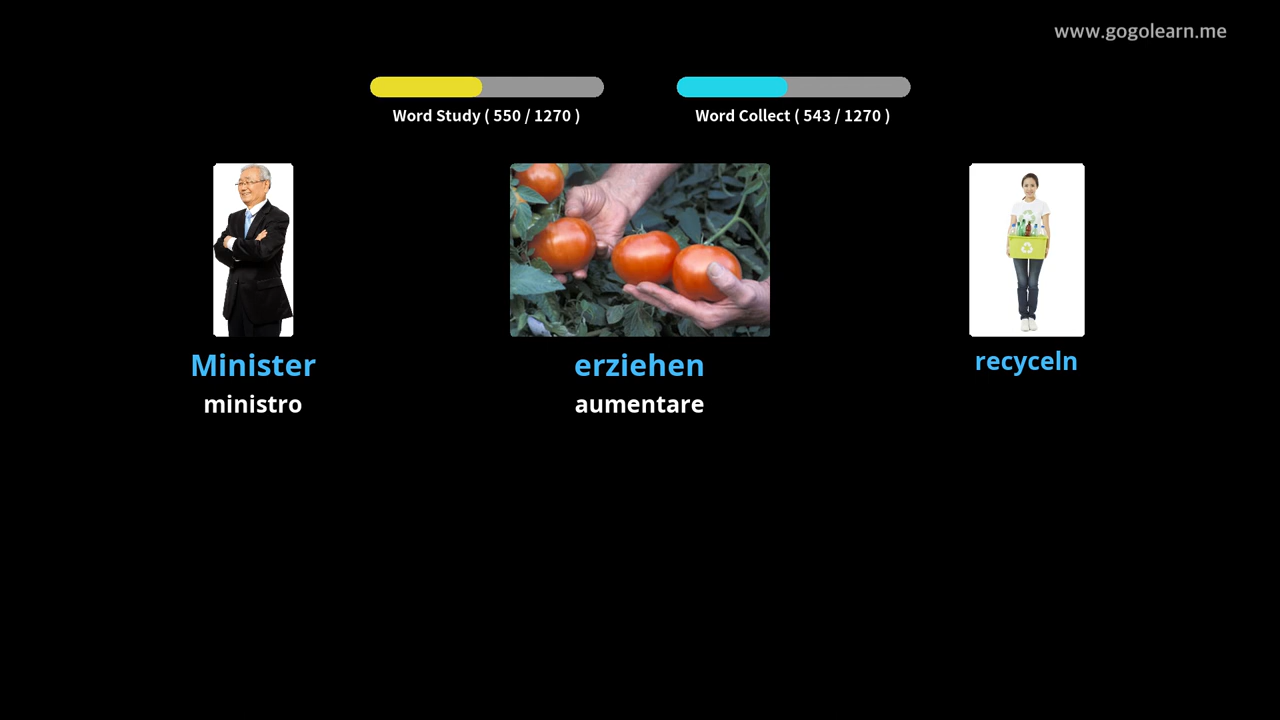 www.gogolearn.me
Word Study ( 550 / 1270 )
Word Collect ( 543 / 1270 )
Minister
ministro
erziehen
aumentare
recyceln